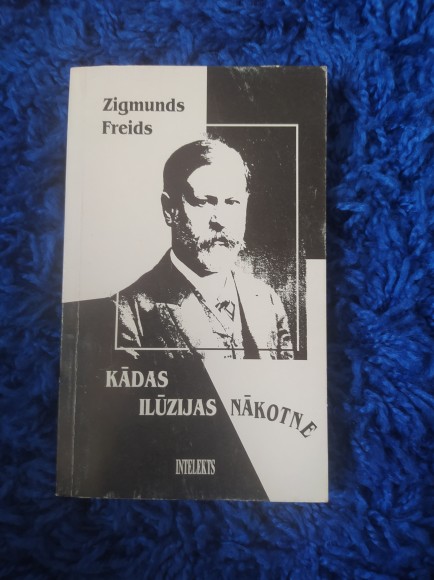 Zigmunds
Freids
KĀDAS
ILŪZIJAS NĀKOTNE
INTELEKTS